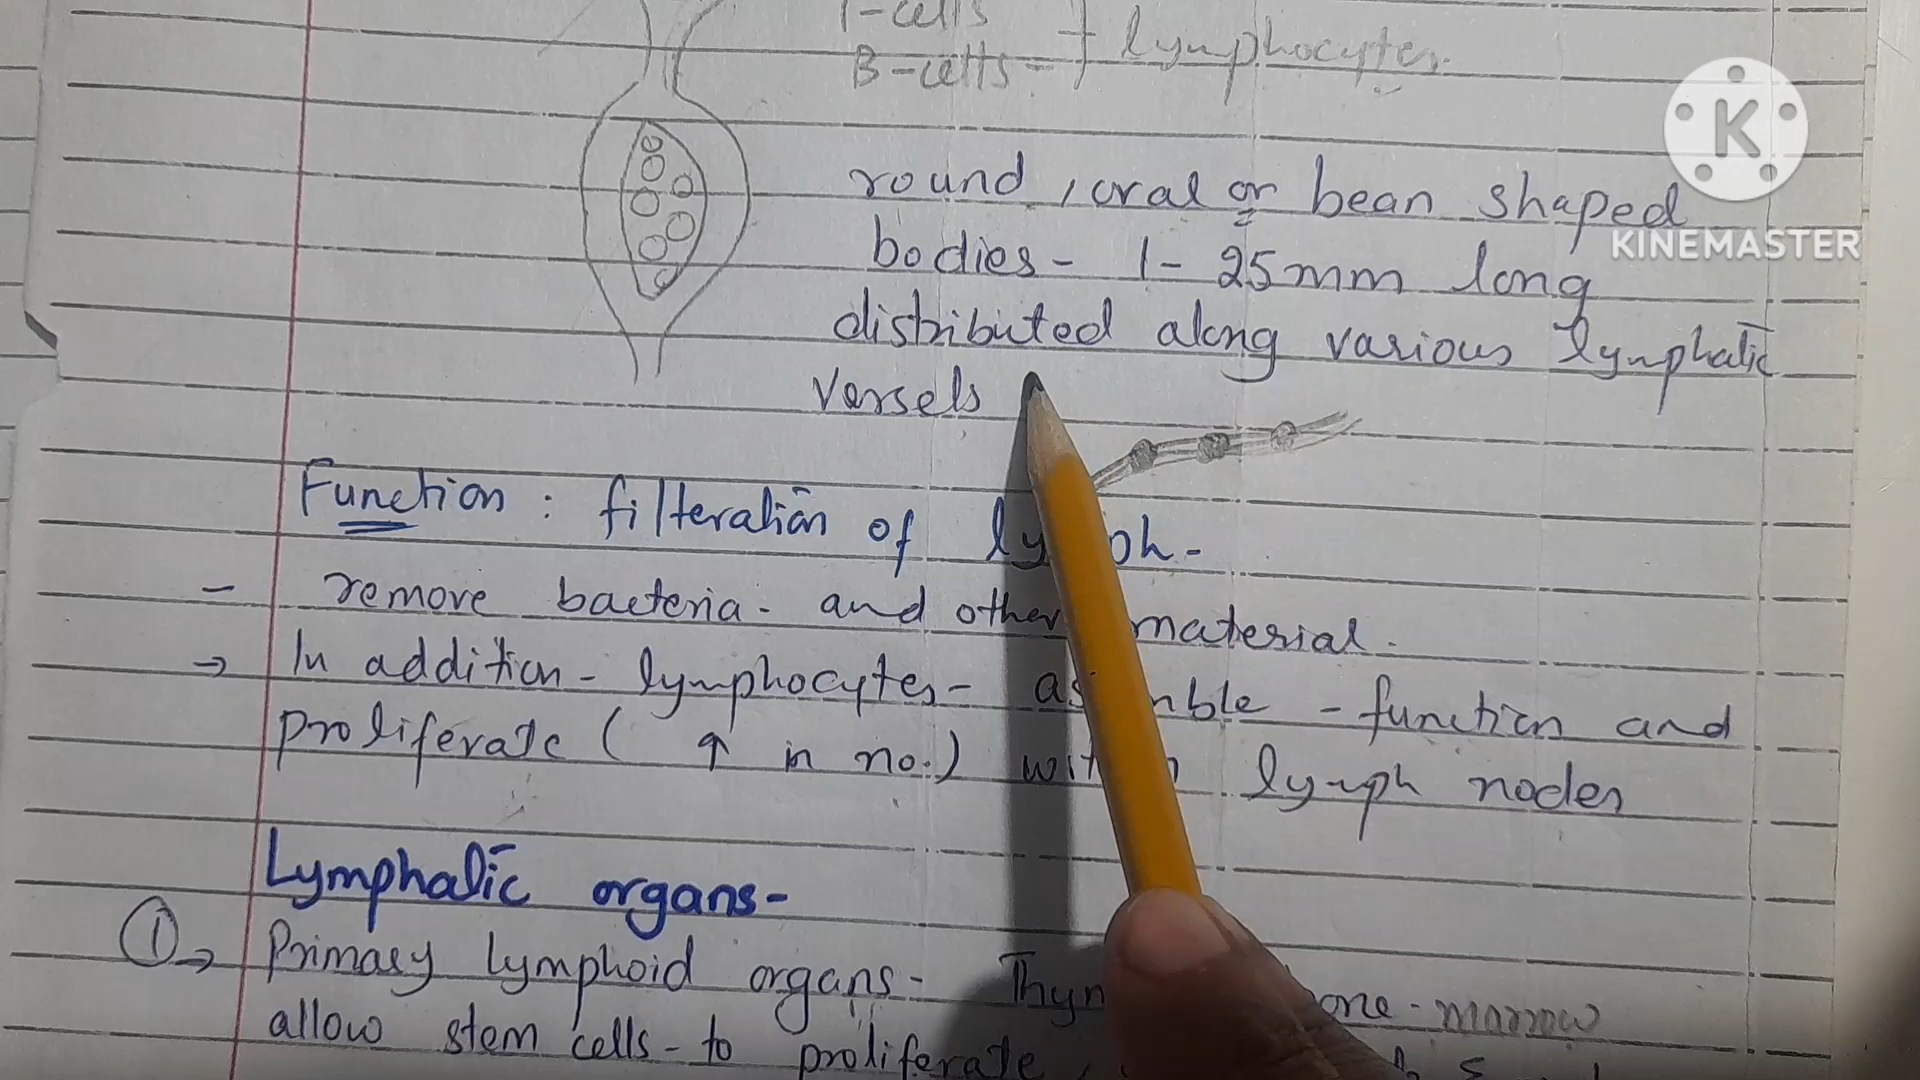 T-cells
B-cells - } lymphocytes.
round, oval or bean shaped
bodies - 1-25mm long
distributed along various lymphatic
vessels
Function: filteration of
remove bacteria - and other material.
→ In addition - lymphocytes - - function and
proliferate (↑ in no.) lymph nodes
Lymphatic organs -
① → Primary lymphoid organs - marrow
allow stem cells - to proliferate,
K
KINEMASTER